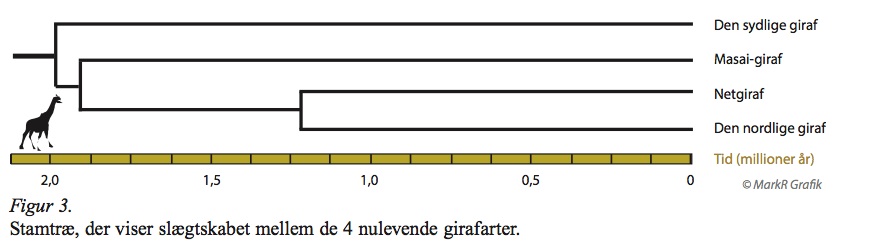 Den sydlige giraf
Masai-giraf
Netgiraf
Den nordlige giraf
Tid (millioner år)
2,0 1,5 1,0 0,5 0
© MarkR Grafik
Figur 3.
Stamtræ, der viser slægtskabet mellem de 4 nulevende girafarter.